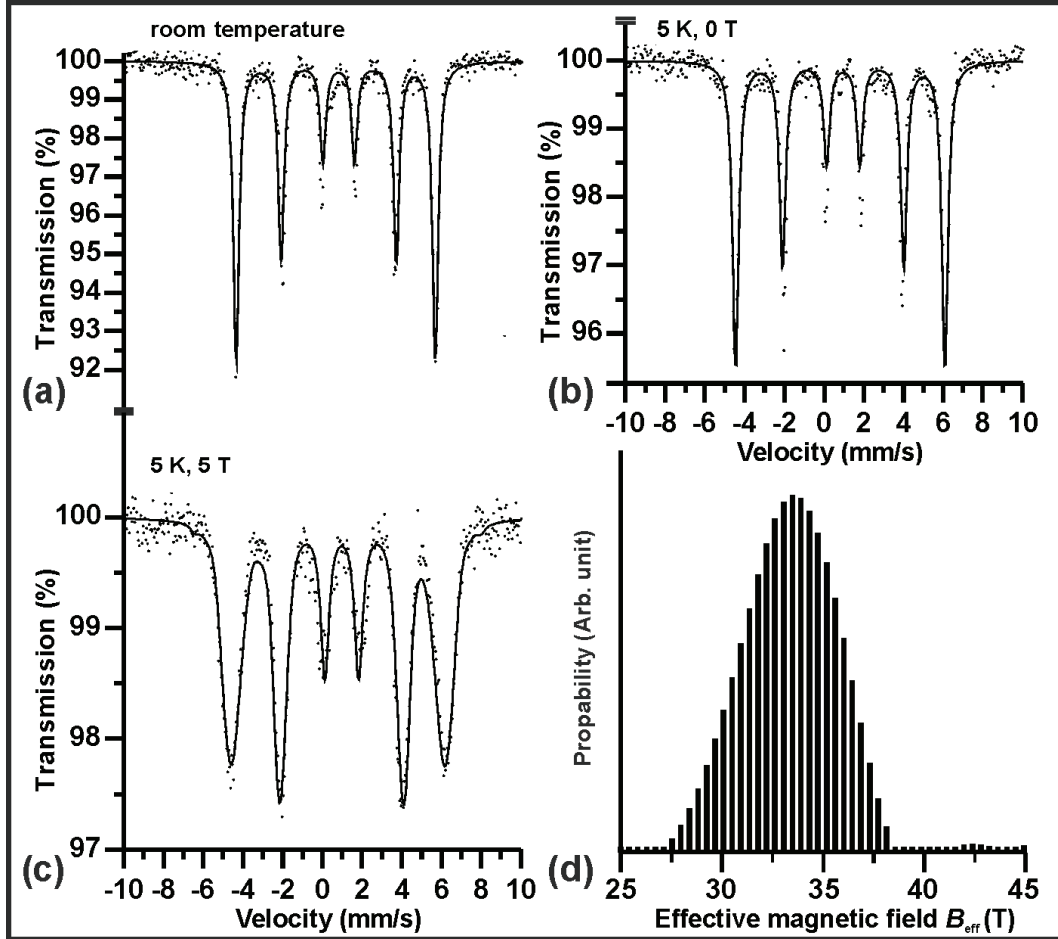 room temperature
100
99
98
97
96
95
94
93
92
Transmission (%)
(a)
5 K, 0 T
100
99
98
97
96
Transmission (%)
(b)
-10 -8 -6 -4 -2 0 2 4 6 8 10
Velocity (mm/s)
5 K, 5 T
100
99
98
97
Transmission (%)
(c)
-10 -8 -6 -4 -2 0 2 4 6 8 10
Velocity (mm/s)
Propability (Arb. unit)
(d)
25 30 35 40 45
Effective magnetic field Beff (T)